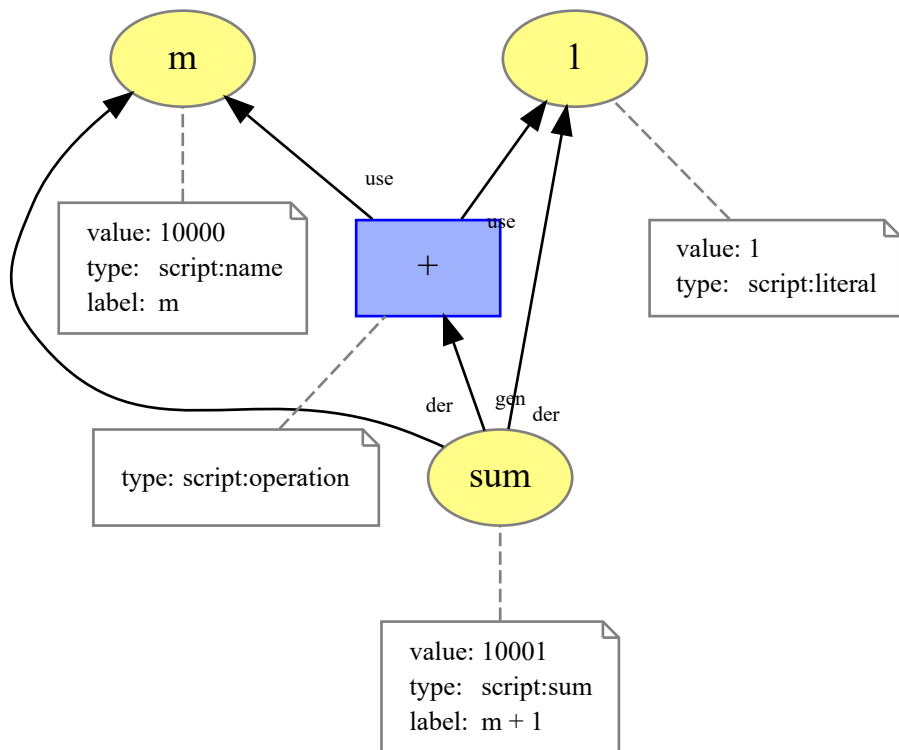 m
1
use
use
value: 10000
type: script:name
label: m
+
value: 1
type: script:literal
der
gen
der
type: script:operation
sum
value: 10001
type: script:sum
label: m + 1